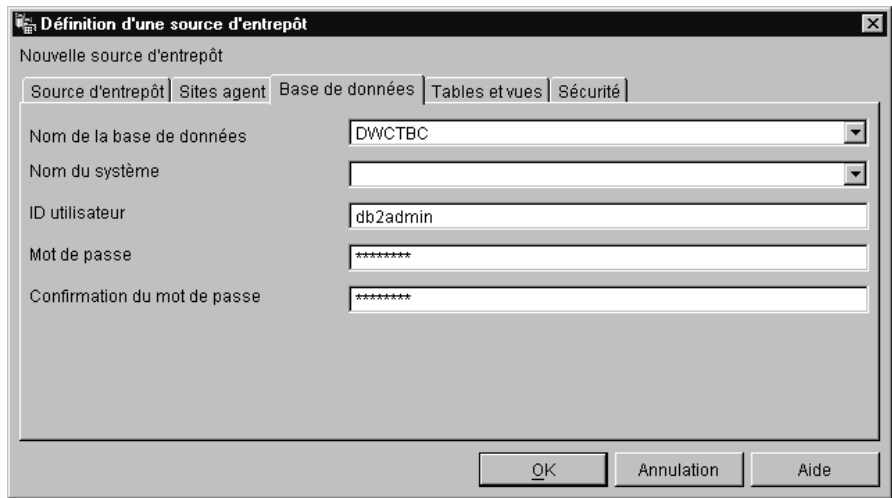 Définition d'une source d'entrepôt
Nouvelle source d'entrepôt
Source d'entrepôt Sites agent Base de données Tables et vues Sécurité
Nom de la base de données DWCTBC
Nom du système
ID utilisateur db2admin
Mot de passe ********
Confirmation du mot de passe ********
OK Annulation Aide